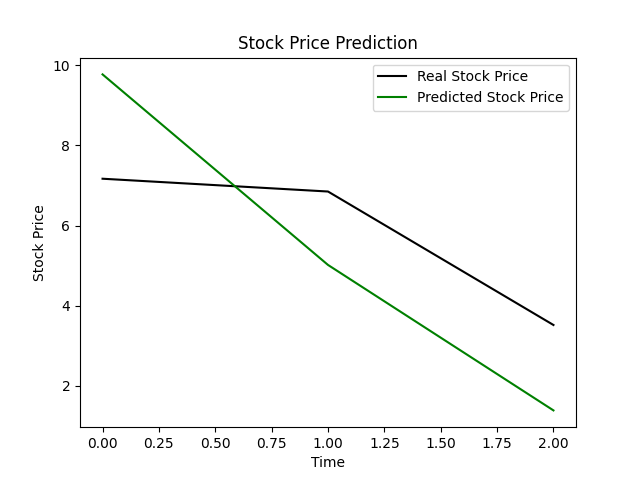 Stock Price Prediction
Real Stock Price
Predicted Stock Price
Stock Price
10
8
6
4
2
0.00 0.25 0.50 0.75 1.00 1.25 1.50 1.75 2.00
Time